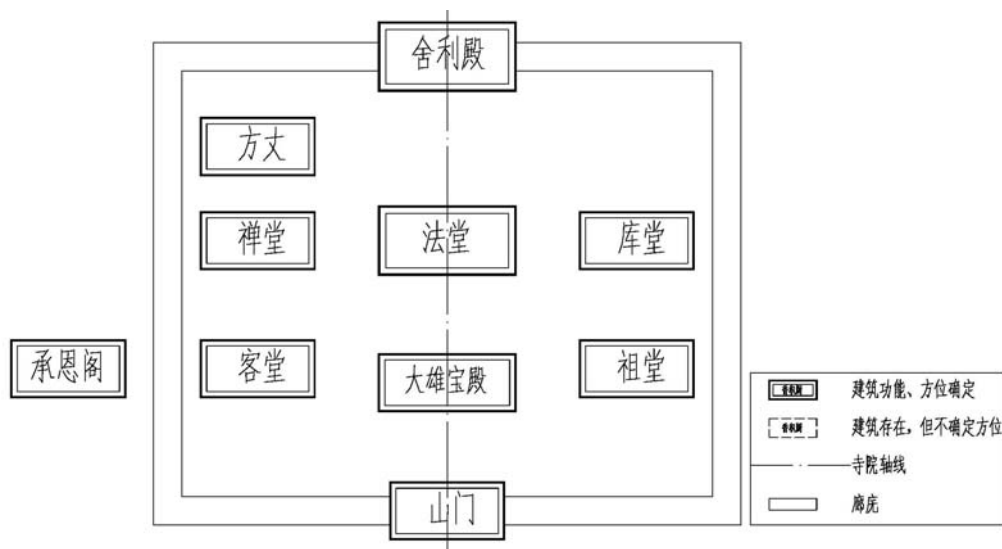 舍利殿
方丈
禅堂
法堂
库堂
承恩阁
客堂
大雄宝殿
祖堂
山门
建筑功能、方位确定
建筑存在，但不确定方位
寺院轴线
廊庑